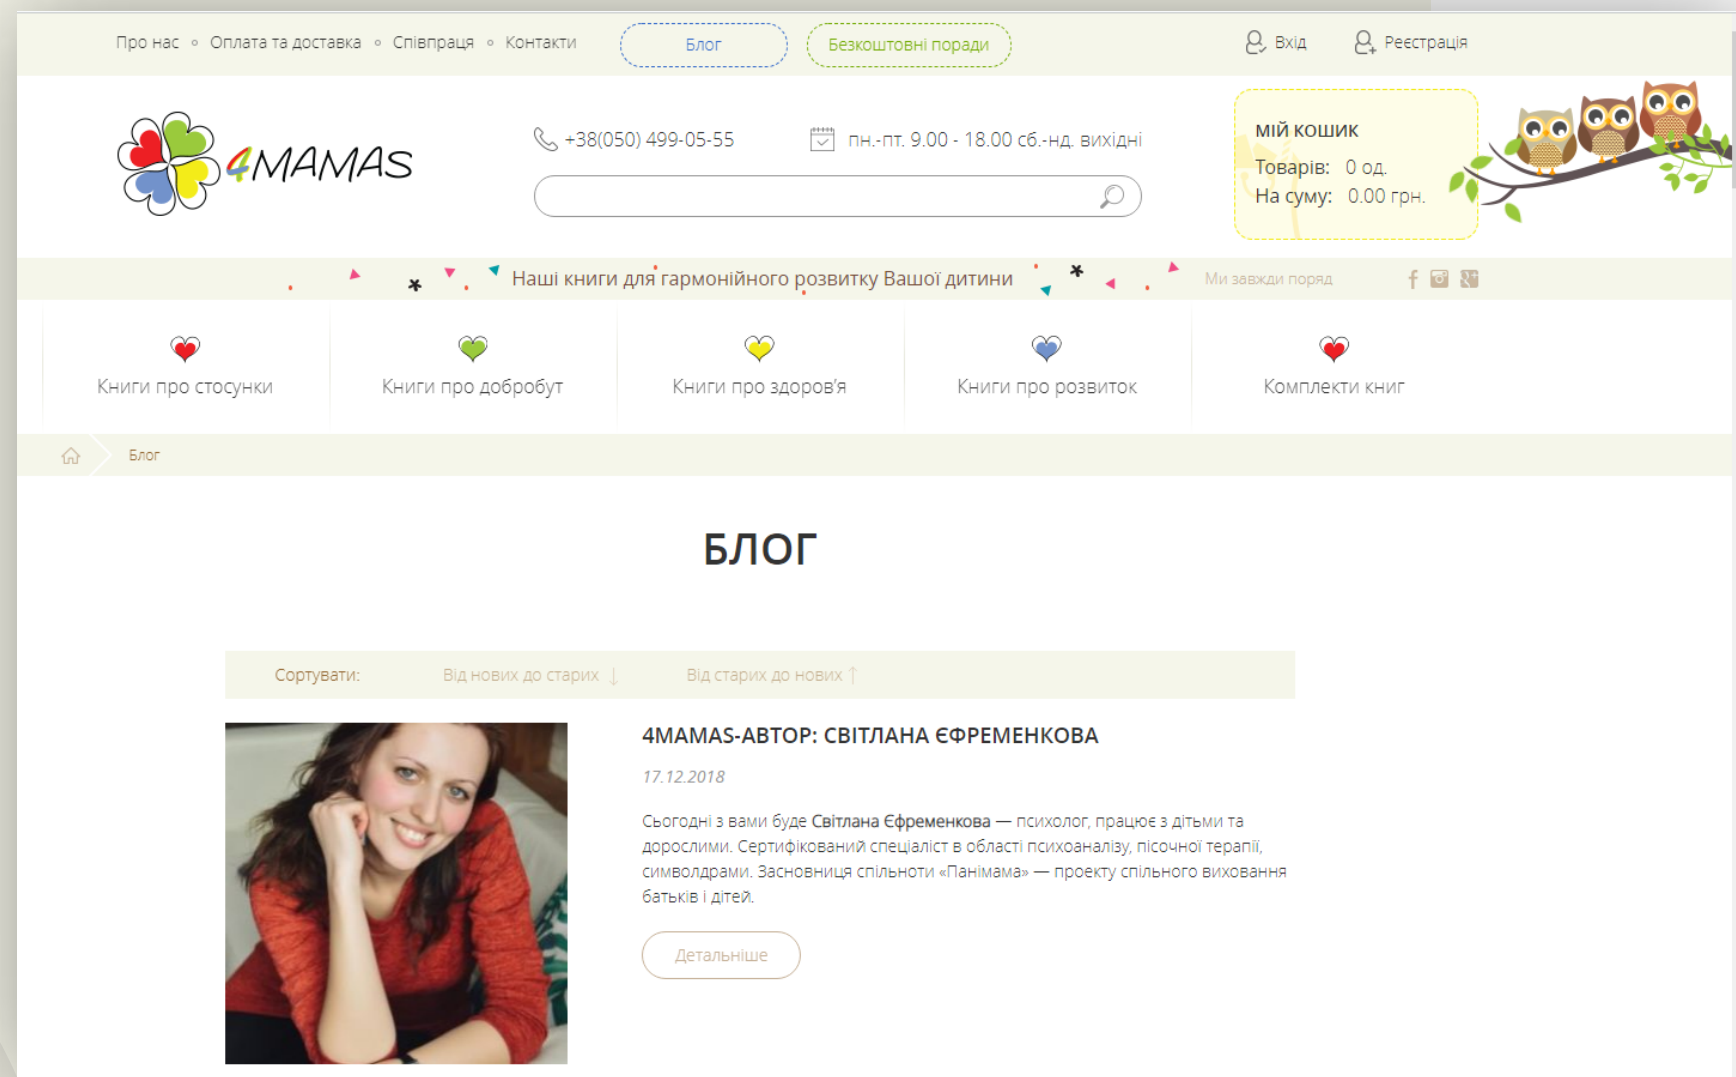 Про нас
Оплата та доставка
Співпраця
Контакти
Блог
Безкоштовні поради
Вхід
Реєстрація
4MAMAS
+38(050) 499-05-55
пн.-пт. 9.00 - 18.00 сб.-нд. вихідні
МІЙ КОШИК
Товарів: 0 од.
На суму: 0.00 грн.
Наші книги для гармонійного розвитку Вашої дитини
Ми завжди поряд
Книги про стосунки
Книги про добробут
Книги про здоров’я
Книги про розвиток
Комплекти книг
Блог
БЛОГ
Сортувати:
Від нових до старих ↓
Від старих до нових ↑
4MAMAS-АВТОР: СВІТЛАНА ЄФРЕМЕНКОВА
17.12.2018
Сьогодні з вами буде Світлана Єфременкова — психолог, працює з дітьми та
дорослими. Сертифікований спеціаліст в області психоаналізу, пісочної терапії,
символдрами. Засновниця спільноти «Панімама» — проекту спільного виховання
батьків і дітей.
Детальніше